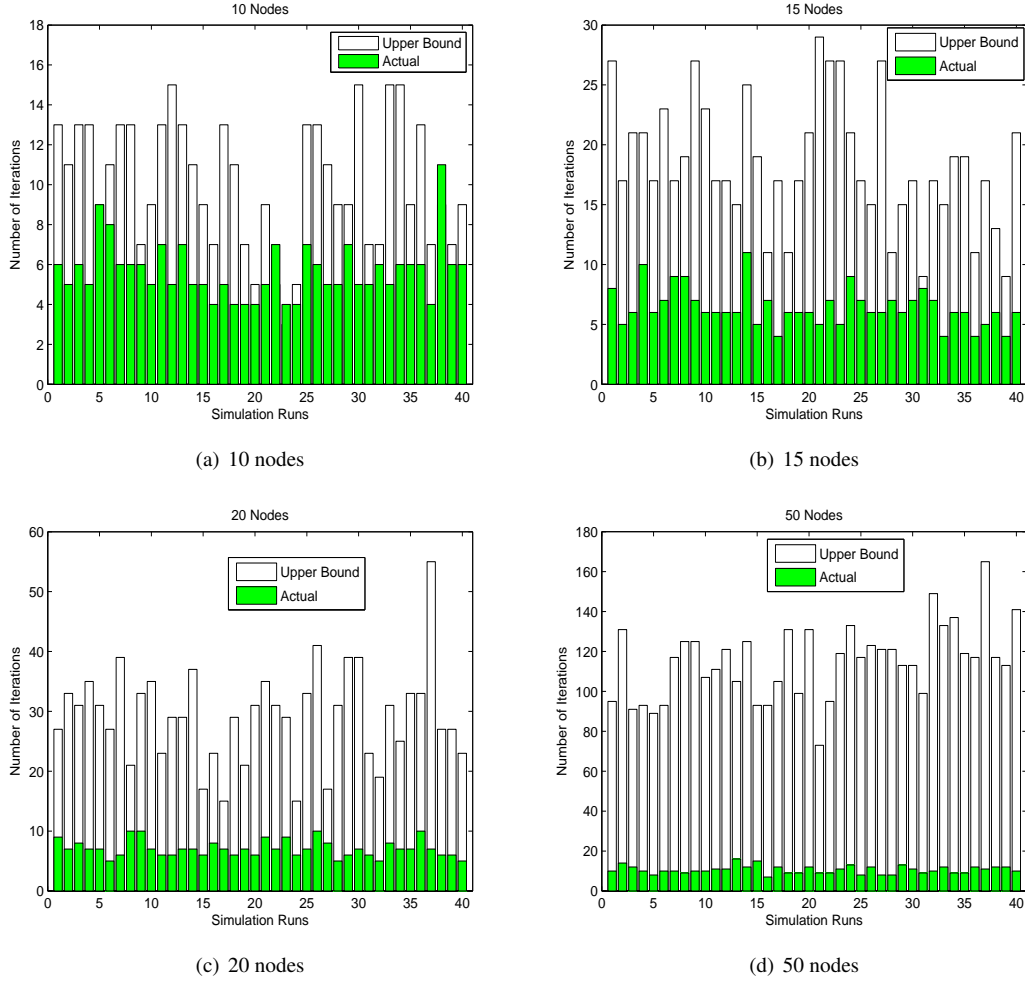 10 Nodes
18
16
14
12
10
8
6
4
2
0
Number of Iterations
Upper Bound
Actual
0 5 10 15 20 25 30 35 40
Simulation Runs
(a) 10 nodes
15 Nodes
30
25
20
15
10
5
0
Number of Iterations
Upper Bound
Actual
0 5 10 15 20 25 30 35 40
Simulation Runs
(b) 15 nodes
20 Nodes
60
50
40
30
20
10
0
Number of Iterations
Upper Bound
Actual
0 5 10 15 20 25 30 35 40
Simulation Runs
(c) 20 nodes
50 Nodes
180
160
140
120
100
80
60
40
20
0
Number of Iterations
Upper Bound
Actual
0 5 10 15 20 25 30 35 40
Simulation Runs
(d) 50 nodes